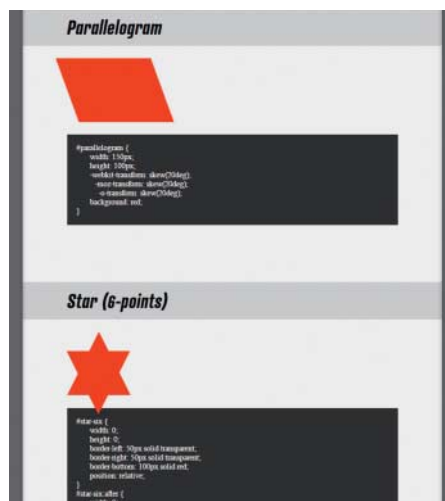 Parallelogram
#parallelogram {
width: 150px;
height: 100px;
-webkit-transform: skew(20deg);
-moz-transform: skew(20deg);
-o-transform: skew(20deg);
background: red;
}
Star (6-points)
#star-six {
width: 0;
height: 0;
border-left: 50px solid transparent;
border-right: 50px solid transparent;
border-bottom: 100px solid red;
position: relative;
}
#star-six:after {